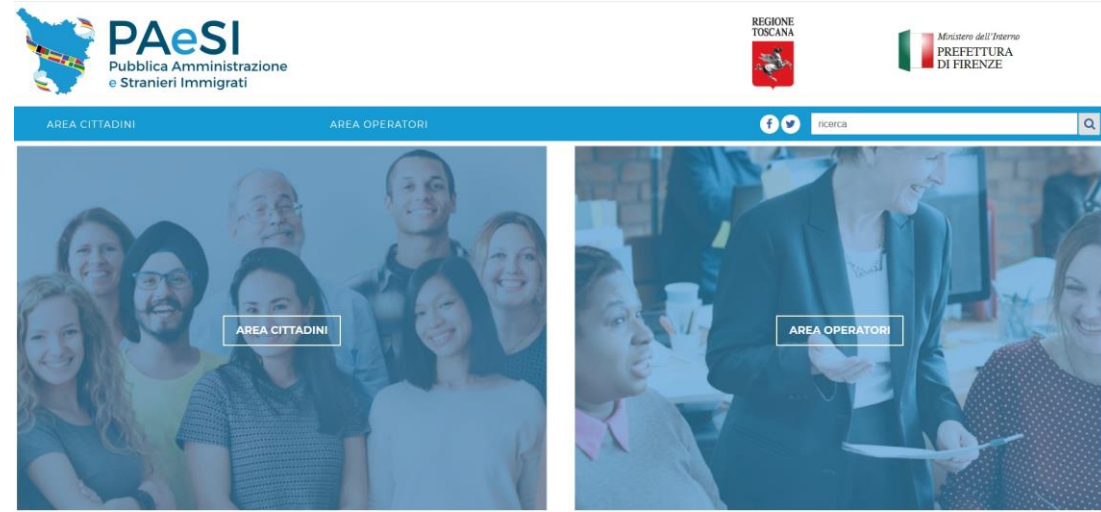 PAeSI
Pubblica Amministrazione
e Stranieri Immigrati
REGIONE
TOSCANA
Ministero dell'Interno
PREFETTURA
DI FIRENZE
AREA CITTADINI
AREA OPERATORI
f
ricerca
AREA CITTADINI
AREA OPERATORI